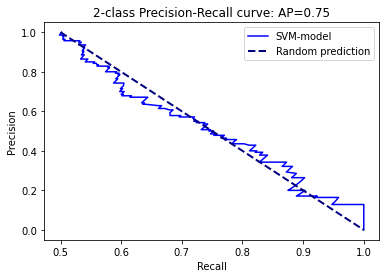 2-class Precision-Recall curve: AP=0.75
SVM-model
Random prediction
Precision
1.0
0.8
0.6
0.4
0.2
0.0
0.5 0.6 0.7 0.8 0.9 1.0
Recall